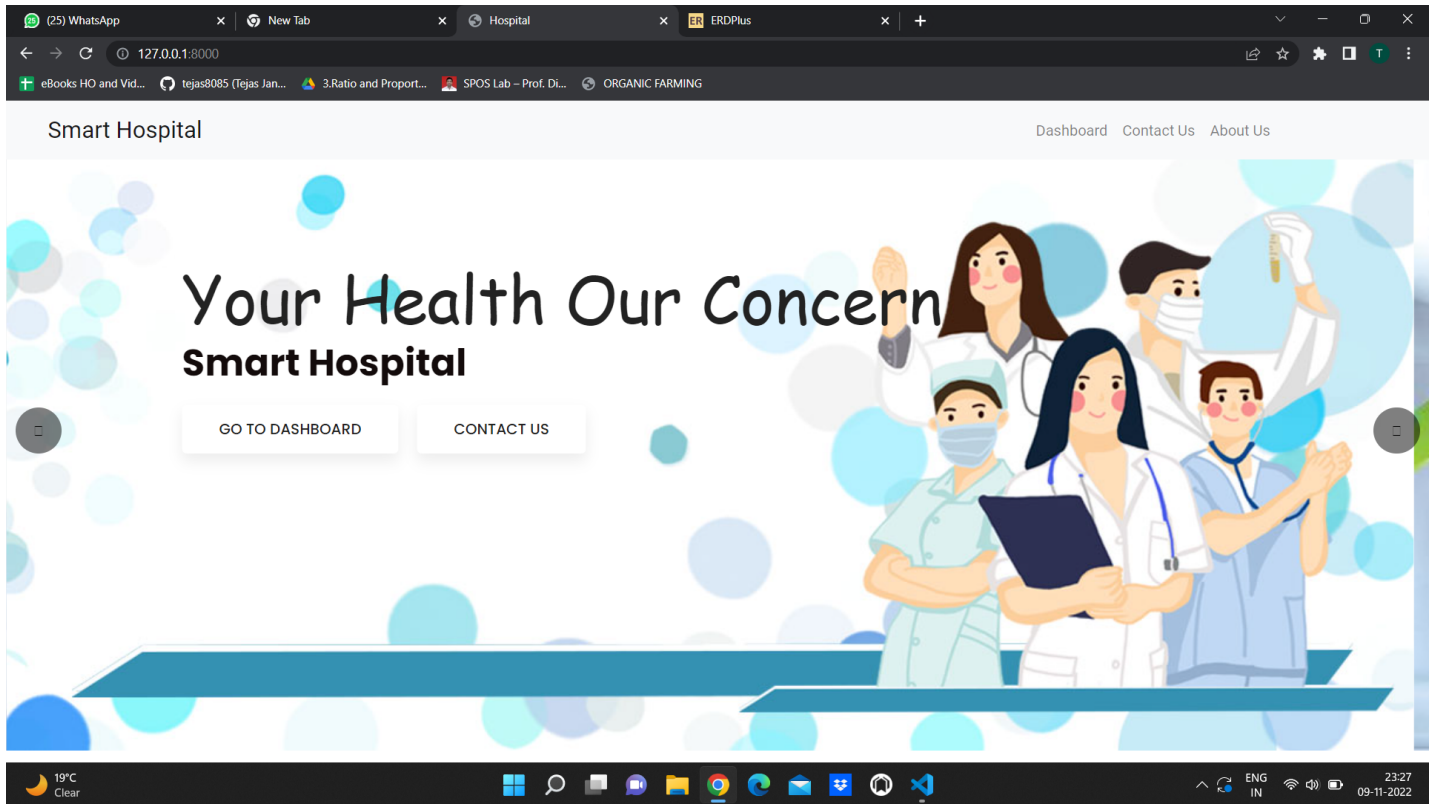 (25) WhatsApp
New Tab
Hospital
ER ERDPlus
127.0.0.1:8000
T
eBooks HO and Vid...
tejas8085 (Tejas Jan...
3.Ratio and Proport...
SPOS Lab – Prof. Di...
ORGANIC FARMING
Smart Hospital
Dashboard Contact Us About Us
Your Health Our Concern
Smart Hospital
GO TO DASHBOARD
CONTACT US
19°C
Clear
ENG
IN
23:27
09-11-2022